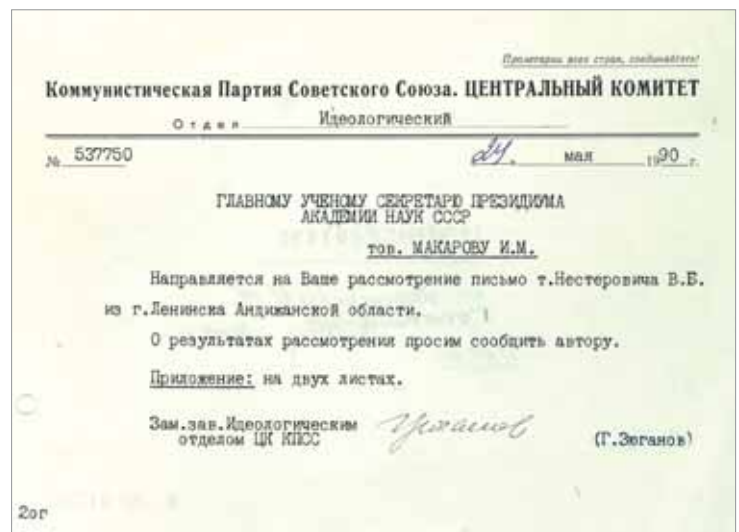 Пролетарии всех стран, соединяйтесь!
Коммунистическая Партия Советского Союза. ЦЕНТРАЛЬНЫЙ КОМИТЕТ
Отдел Идеологический
№ 537750 24. мая 1990 г.
ГЛАВНОМУ УЧЕНОМУ СЕКРЕТАРЮ ПРЕЗИДИУМА
АКАДЕМИИ НАУК СССР
тов. МАКАРОВУ И.М.
Направляется на Ваше рассмотрение письмо т.Нестеровича В.Б.
из г.Ленинска Андижанской области.
О результатах рассмотрения просим сообщить автору.
Приложение: на двух листах.
Зам.зав.Идеологическим
отделом ЦК КПСС (Г.Зюганов)
2ог